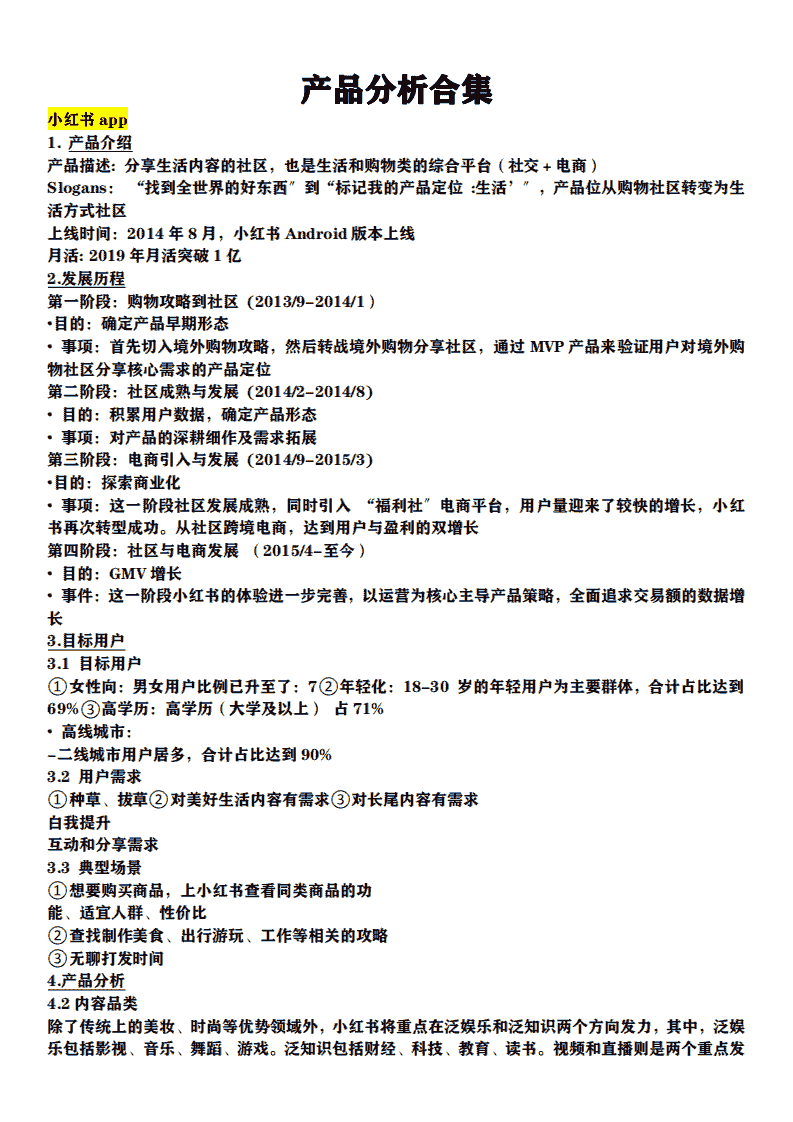 产品分析合集
小红书 app
1. 产品介绍
产品描述: 分享生活内容的社区，也是生活和购物类的综合平台（社交 + 电商）
Slogans： “找到全世界的好东西″到“标记我的产品定位 :生活’″，产品位从购物社区转变为生
活方式社区
上线时间：2014 年 8 月，小红书 Android 版本上线
月活: 2019 年月活突破 1 亿
2.发展历程
第一阶段：购物攻略到社区（2013/9-2014/1）
•目的：确定产品早期形态
• 事项：首先切入境外购物攻略，然后转战境外购物分享社区，通过 MVP 产品来验证用户对境外购
物社区分享核心需求的产品定位
第二阶段：社区成熟与发展（2014/2-2014/8)
• 目的：积累用户数据，确定产品形态
• 事项：对产品的深耕细作及需求拓展
第三阶段：电商引入与发展（2014/9-2015/3)
•目的：探索商业化
• 事项：这一阶段社区发展成熟，同时引入 “福利社″电商平台，用户量迎来了较快的增长，小红
书再次转型成功。从社区跨境电商，达到用户与盈利的双增长
第四阶段：社区与电商发展 （2015/4-至今）
• 目的：GMV 增长
• 事件：这一阶段小红书的体验进一步完善，以运营为核心主导产品策略，全面追求交易额的数据增
长
3.目标用户
3.1 目标用户
①女性向：男女用户比例已升至了：7②年轻化：18-30 岁的年轻用户为主要群体，合计占比达到
69%③高学历：高学历（大学及以上） 占 71%
• 高线城市：
-二线城市用户居多，合计占比达到 90%
3.2 用户需求
①种草、拔草②对美好生活内容有需求③对长尾内容有需求
白我提升
互动和分享需求
3.3 典型场景
①想要购买商品，上小红书查看同类商品的功
能、适宜人群、性价比
②查找制作美食、出行游玩、工作等相关的攻略
③无聊打发时间
4.产品分析
4.2 内容品类
除了传统上的美妆、时尚等优势领域外，小红书将重点在泛娱乐和泛知识两个方向发力，其中，泛娱
乐包括影视、音乐、舞蹈、游戏。泛知识包括财经、科技、教育、读书。视频和直播则是两个重点发